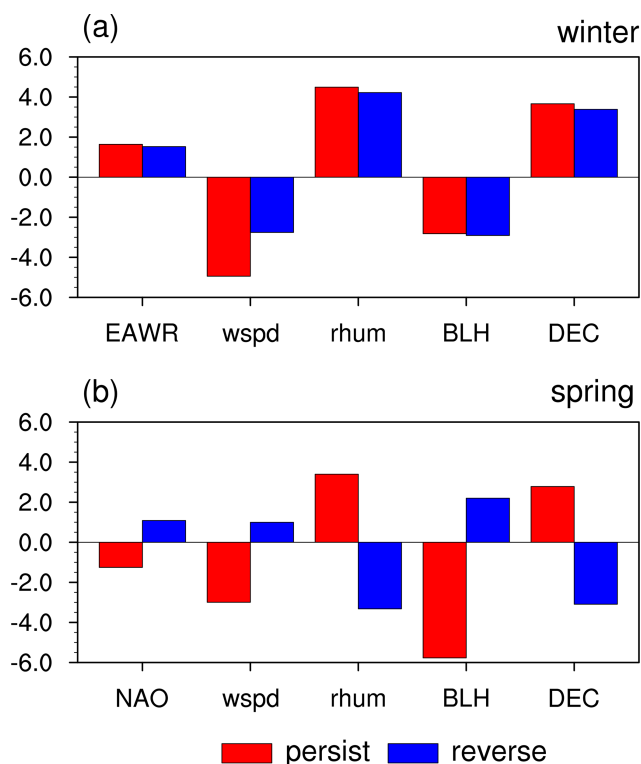 (a) winter
6.0
4.0
2.0
0.0
-2.0
-4.0
-6.0
EAWR wspd rhum BLH DEC
(b) spring
6.0
4.0
2.0
0.0
-2.0
-4.0
-6.0
NAO wspd rhum BLH DEC
persist reverse